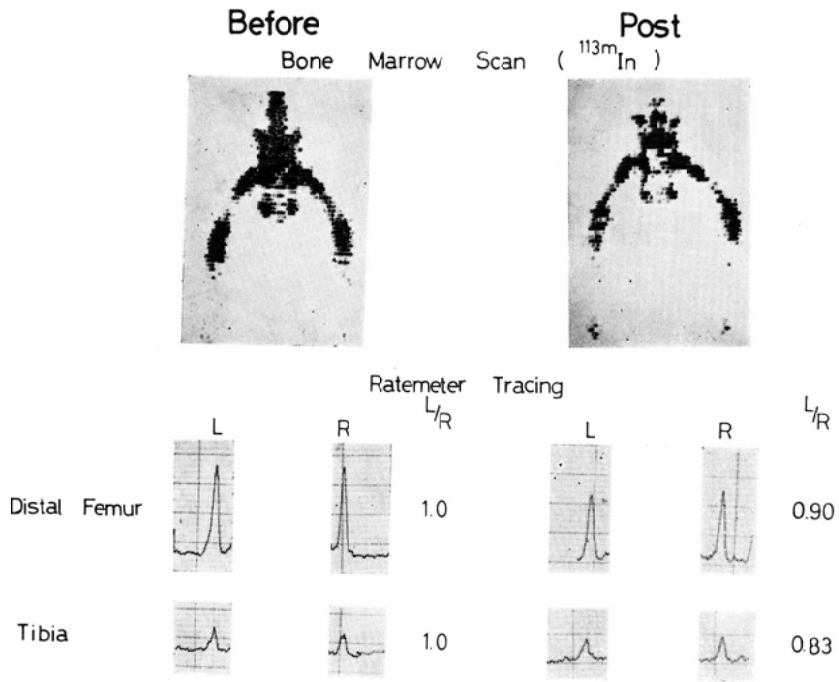 Before Post
Bone Marrow Scan ( 113mIn )
Ratemeter Tracing
L R L/R L R L/R
Distal Femur 1.0 0.90
Tibia 1.0 0.83